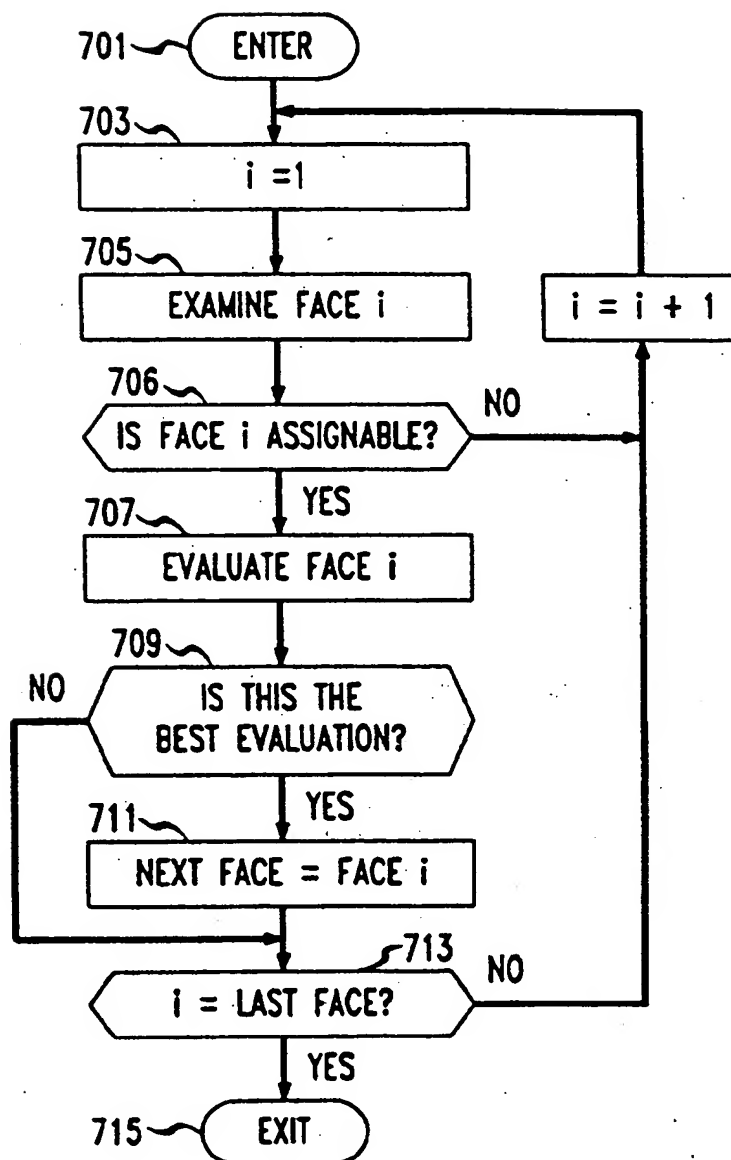 701 ENTER
703
i =1
705
EXAMINE FACE i
i = i + 1
706
NO
IS FACE i ASSIGNABLE?
YES
707
EVALUATE FACE i
709
NO
IS THIS THE
BEST EVALUATION?
YES
711
NEXT FACE = FACE i
713
NO
i = LAST FACE?
YES
715 EXIT